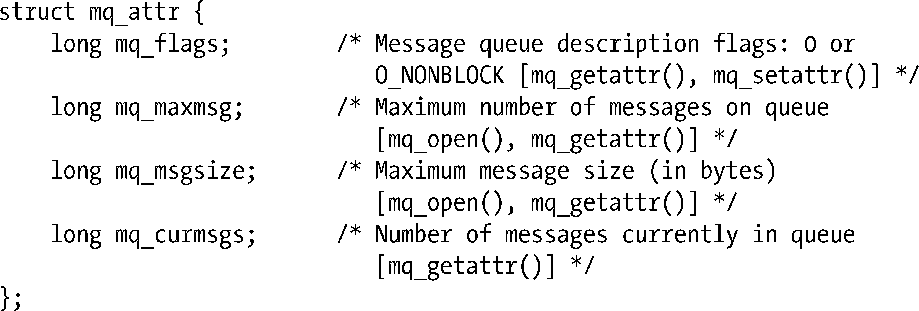 struct mq_attr {
    long mq_flags;          /* Message queue description flags: 0 or
                               O_NONBLOCK [mq_getattr(), mq_setattr()] */
    long mq_maxmsg;         /* Maximum number of messages on queue
                               [mq_open(), mq_getattr()] */
    long mq_msgsize;        /* Maximum message size (in bytes)
                               [mq_open(), mq_getattr()] */
    long mq_curmsgs;        /* Number of messages currently in queue
                               [mq_getattr()] */
};